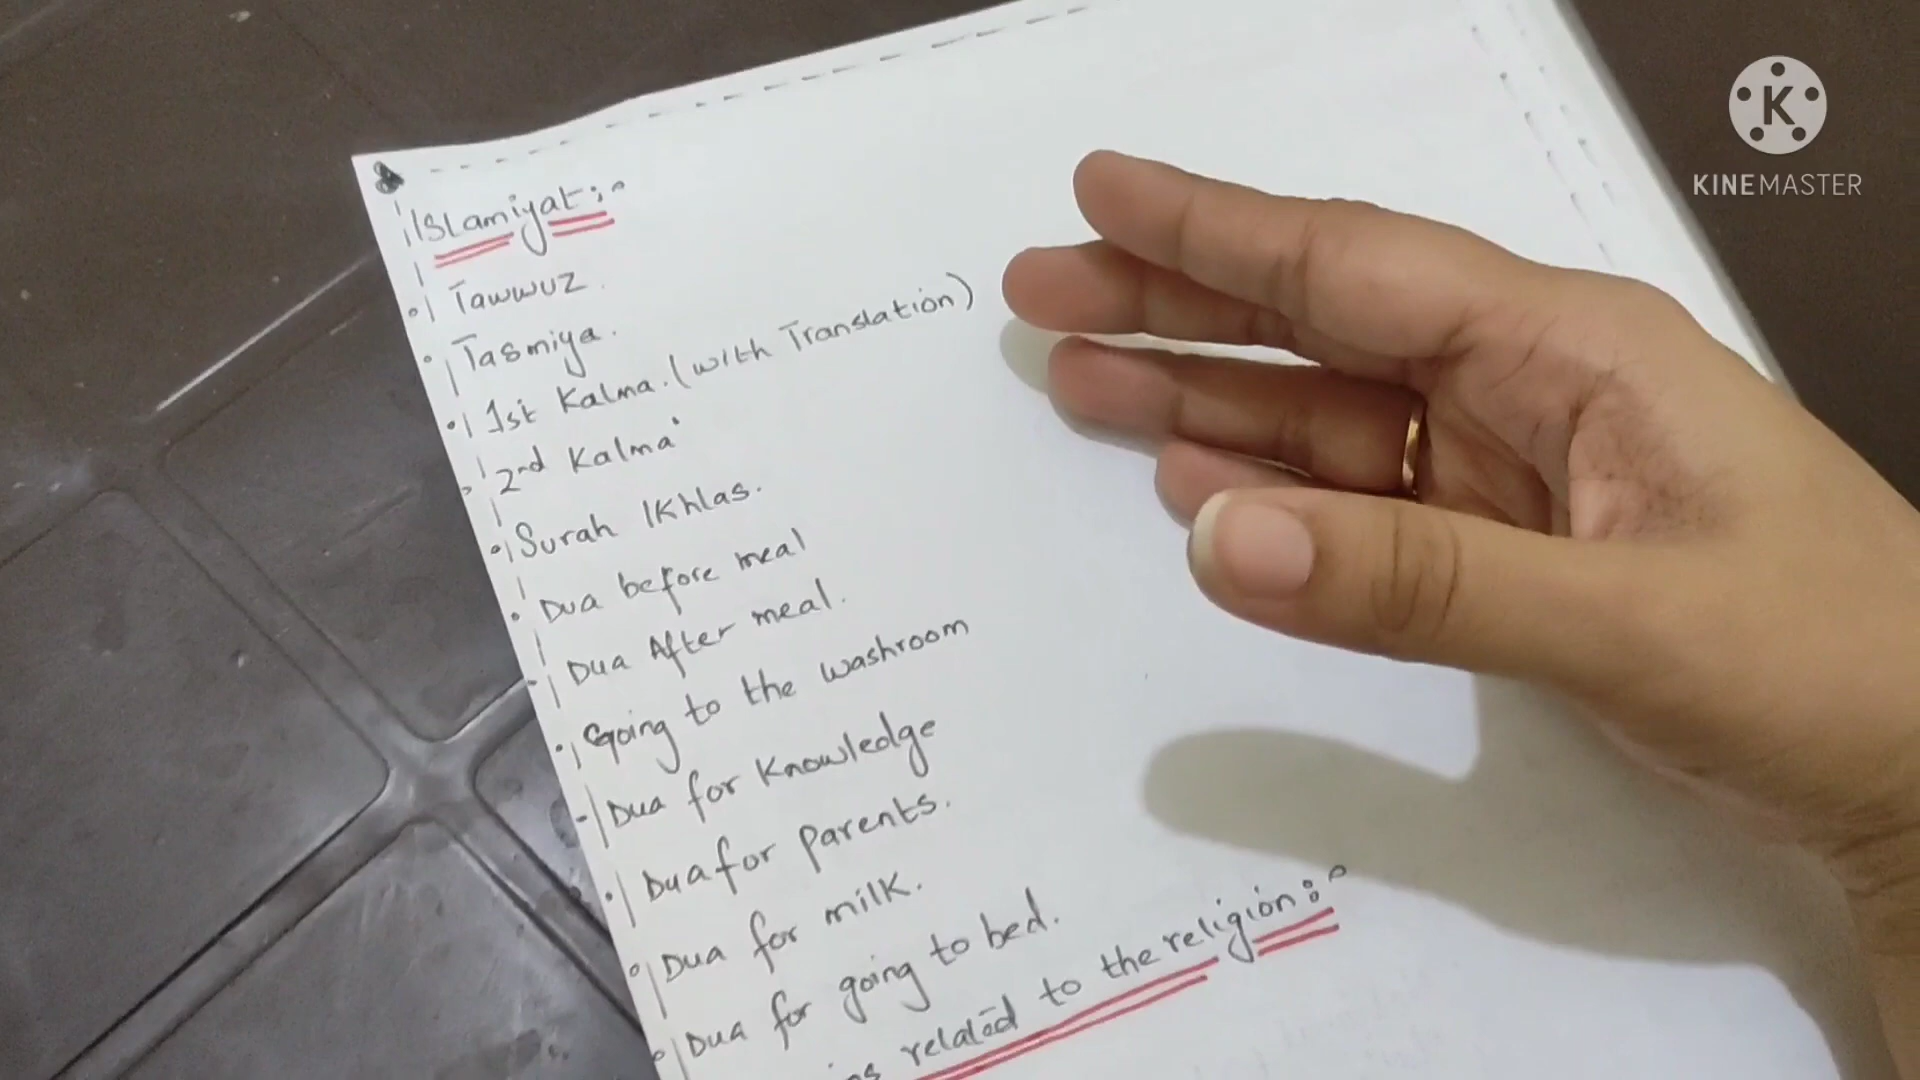 Islamiyat:-
Tawwuz.
Tasmiya.
1st Kalma. (with Translation)
2nd Kalma
Surah Ikhlas.
Dua before meal
Dua After meal.
Going to the washroom
Dua for Knowledge
Dua for parents.
Dua for milk.
Dua for going to bed.
related to the religion:-
K
KINEMASTER